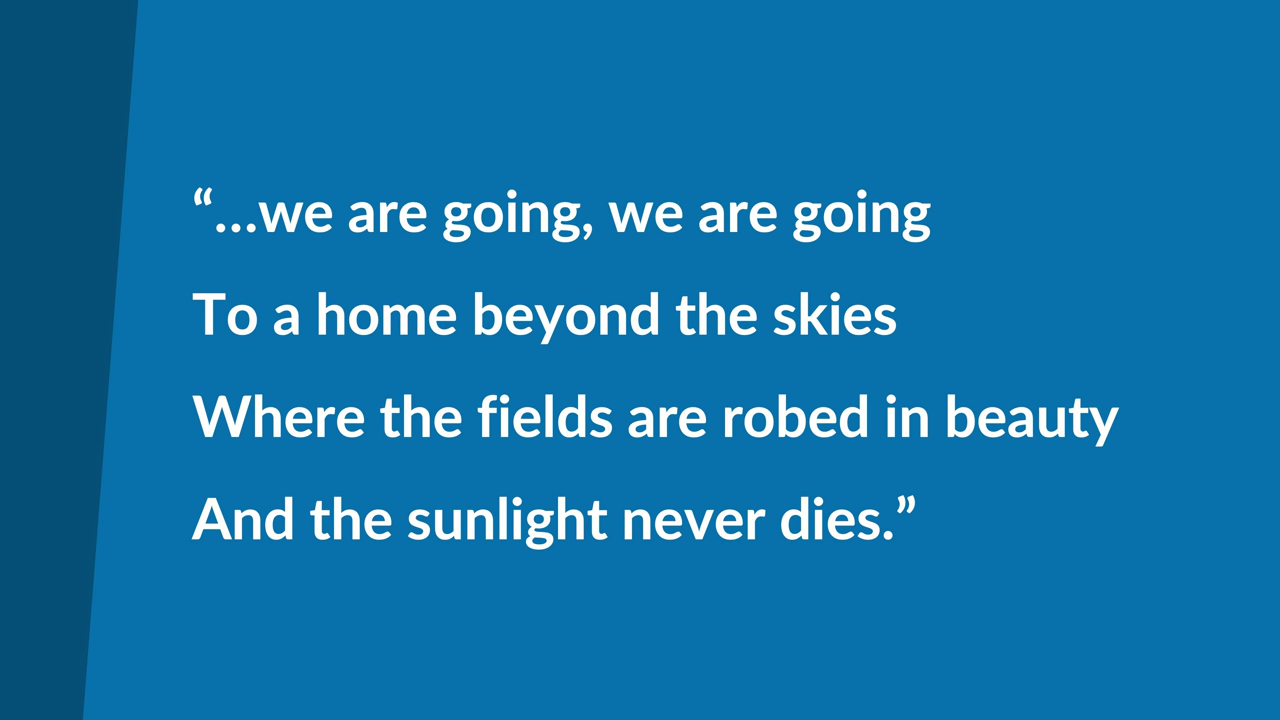 “…we are going, we are going
To a home beyond the skies
Where the fields are robed in beauty
And the sunlight never dies.”